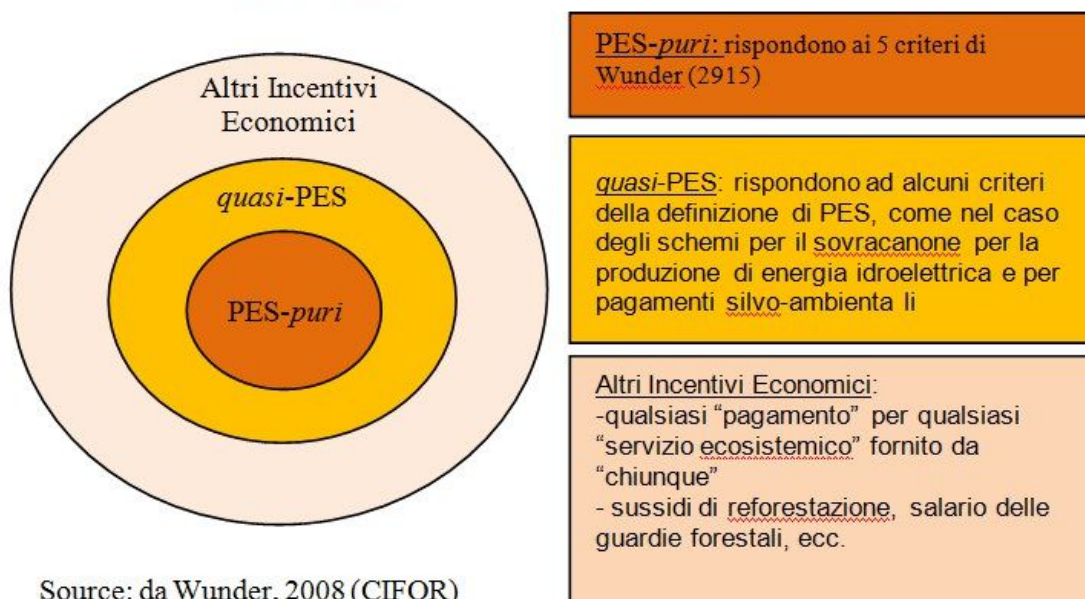 Altri Incentivi
Economici
quasi-PES
PES-puri
PES-puri: rispondono ai 5 criteri di
Wunder (2915)
quasi-PES: rispondono ad alcuni criteri
della definizione di PES, come nel caso
degli schemi per il sovracanone per la
produzione di energia idroelettrica e per
pagamenti silvo-ambienta li
Altri Incentivi Economici:
-qualsiasi “pagamento” per qualsiasi
“servizio ecosistemico” fornito da
“chiunque”
- sussidi di reforestazione, salario delle
guardie forestali, ecc.
Source: da Wunder, 2008 (CIFOR)